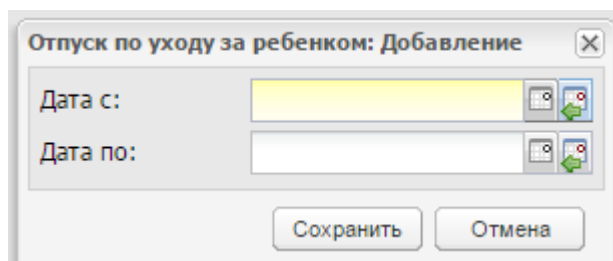 Отпуск по уходу за ребенком: Добавление
Дата с:
Дата по:
Сохранить Отмена